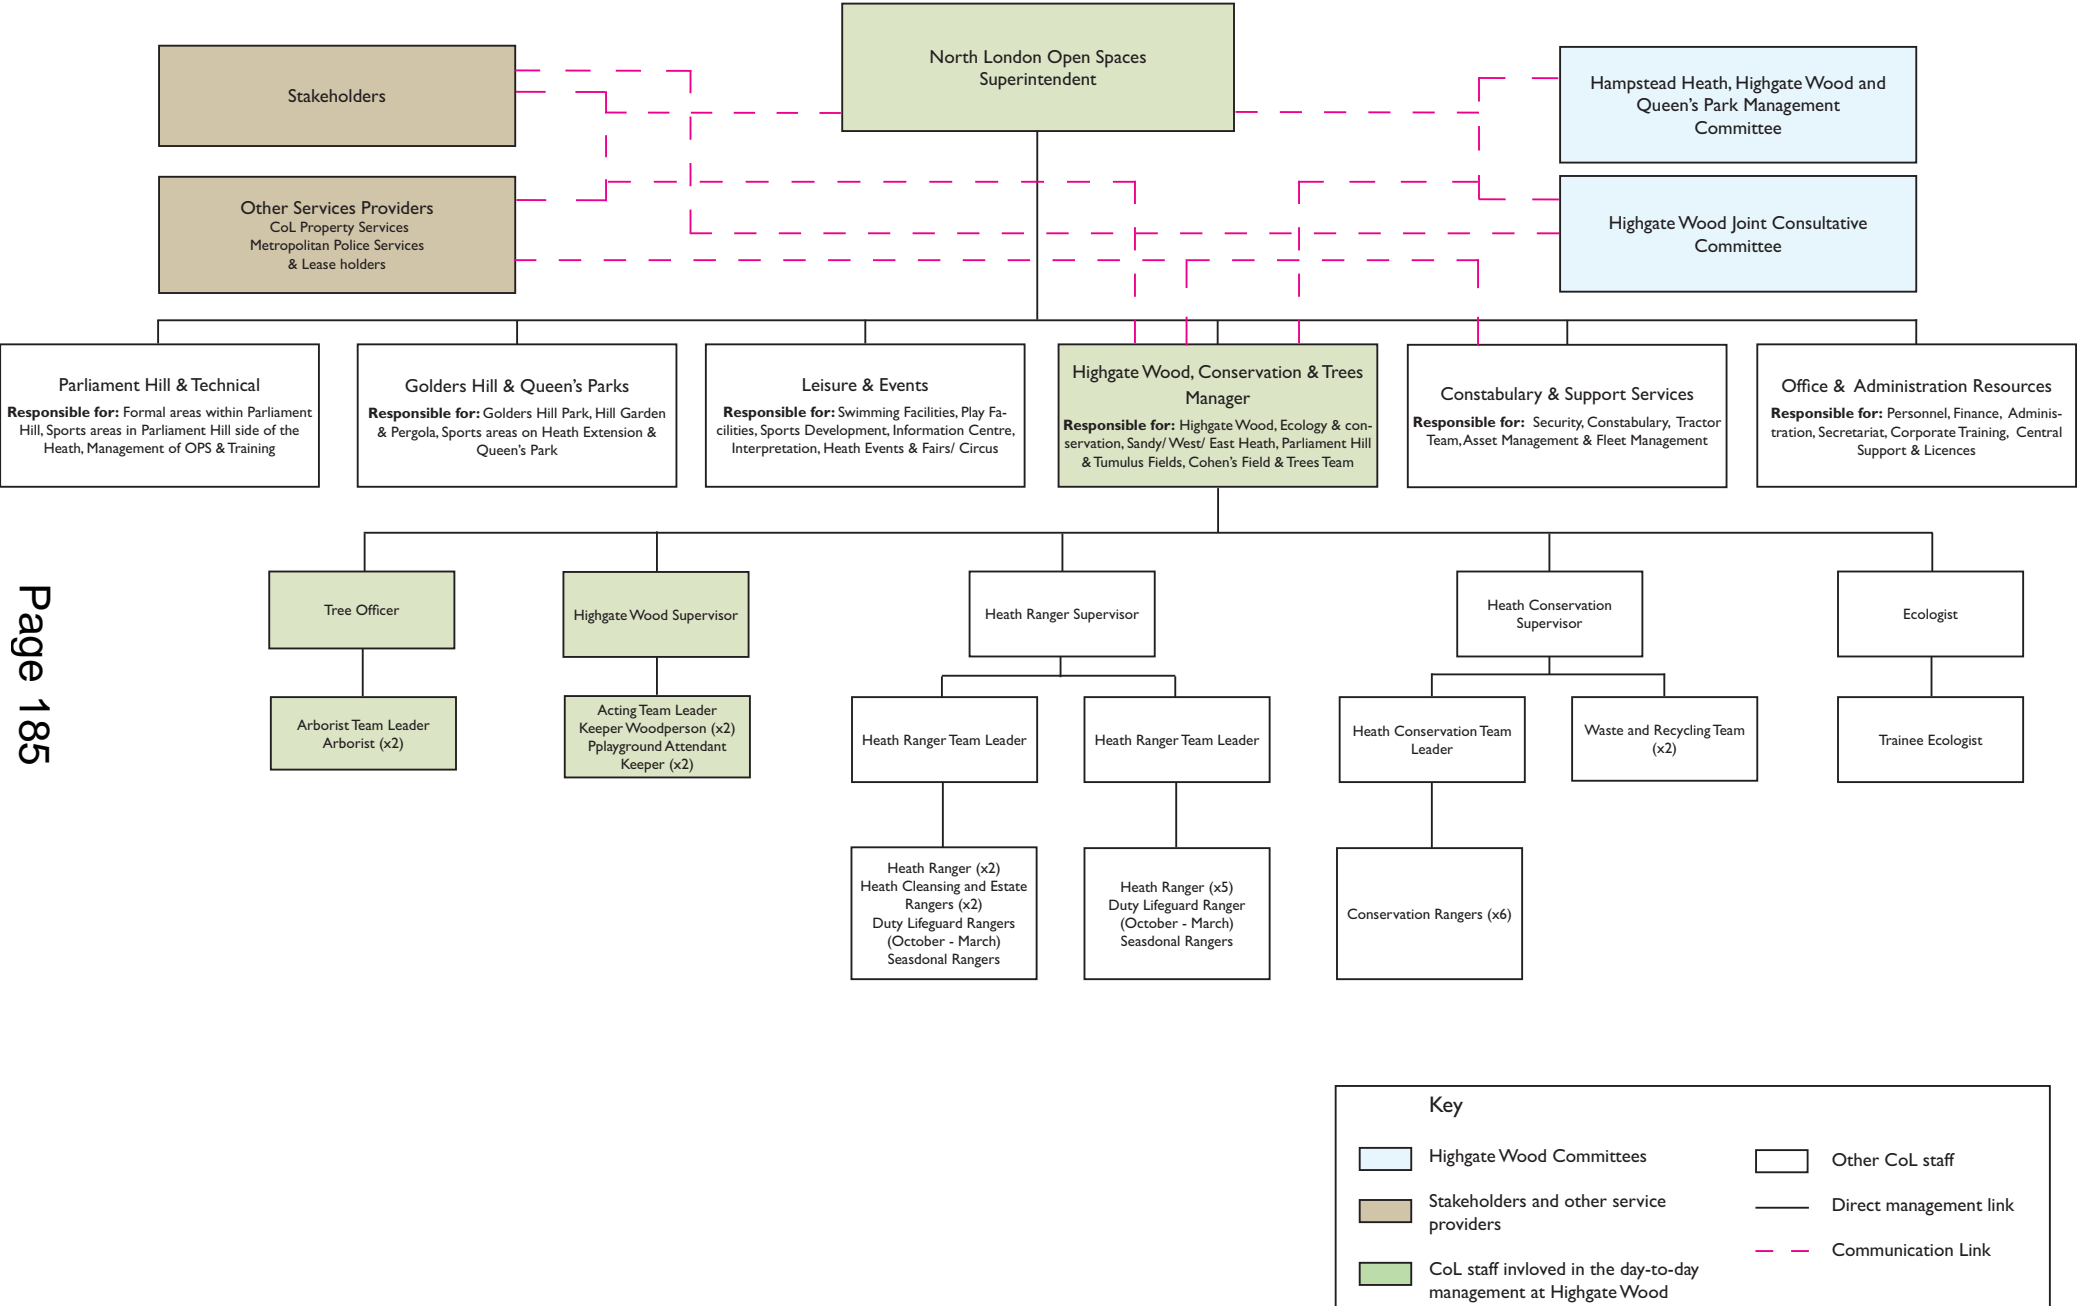 North London Open Spaces
Superintendent
Stakeholders
Hampstead Heath, Highgate Wood and
Queen's Park Management
Committee
Other Services Providers
CoL Property Services
Metropolitan Police Services
& Lease holders
Highgate Wood Joint Consultative
Committee
Parliament Hill & Technical
Responsible for: Formal areas within Parliament
Hill, Sports areas in Parliament Hill side of the
Heath, Management of OPS & Training
Golders Hill & Queen's Parks
Responsible for: Golders Hill Park, Hill Garden
& Pergola, Sports areas on Heath Extension &
Queen's Park
Leisure & Events
Responsible for: Swimming Facilities, Play Fa-
cilities, Sports Development, Information Centre,
Interpretation, Heath Events & Fairs/ Circus
Highgate Wood, Conservation & Trees
Manager
Responsible for: Highgate Wood, Ecology & con-
servation, Sandy/ West/ East Heath, Parliament Hill
& Tumulus Fields, Cohen's Field & Trees Team
Constabulary & Support Services
Responsible for: Security, Constabulary, Tractor
Team, Asset Management & Fleet Management
Office & Administration Resources
Responsible for: Personnel, Finance, Adminis-
tration, Secretariat, Corporate Training, Central
Support & Licences
Tree Officer
Highgate Wood Supervisor
Heath Ranger Supervisor
Heath Conservation
Supervisor
Ecologist
Arborist Team Leader
Arborist (x2)
Acting Team Leader
Keeper Woodperson (x2)
Pplayground Attendant
Keeper (x2)
Heath Ranger Team Leader
Heath Ranger Team Leader
Heath Conservation Team
Leader
Waste and Recycling Team
(x2)
Trainee Ecologist
Heath Ranger (x2)
Heath Cleansing and Estate
Rangers (x2)
Duty Lifeguard Rangers
(October - March)
Seasdonal Rangers
Heath Ranger (x5)
Duty Lifeguard Ranger
(October - March)
Seasdonal Rangers
Conservation Rangers (x6)
Page 185
Key
Highgate Wood Committees
Stakeholders and other service
providers
CoL staff invloved in the day-to-day
management at Highgate Wood
Other CoL staff
Direct management link
Communication Link